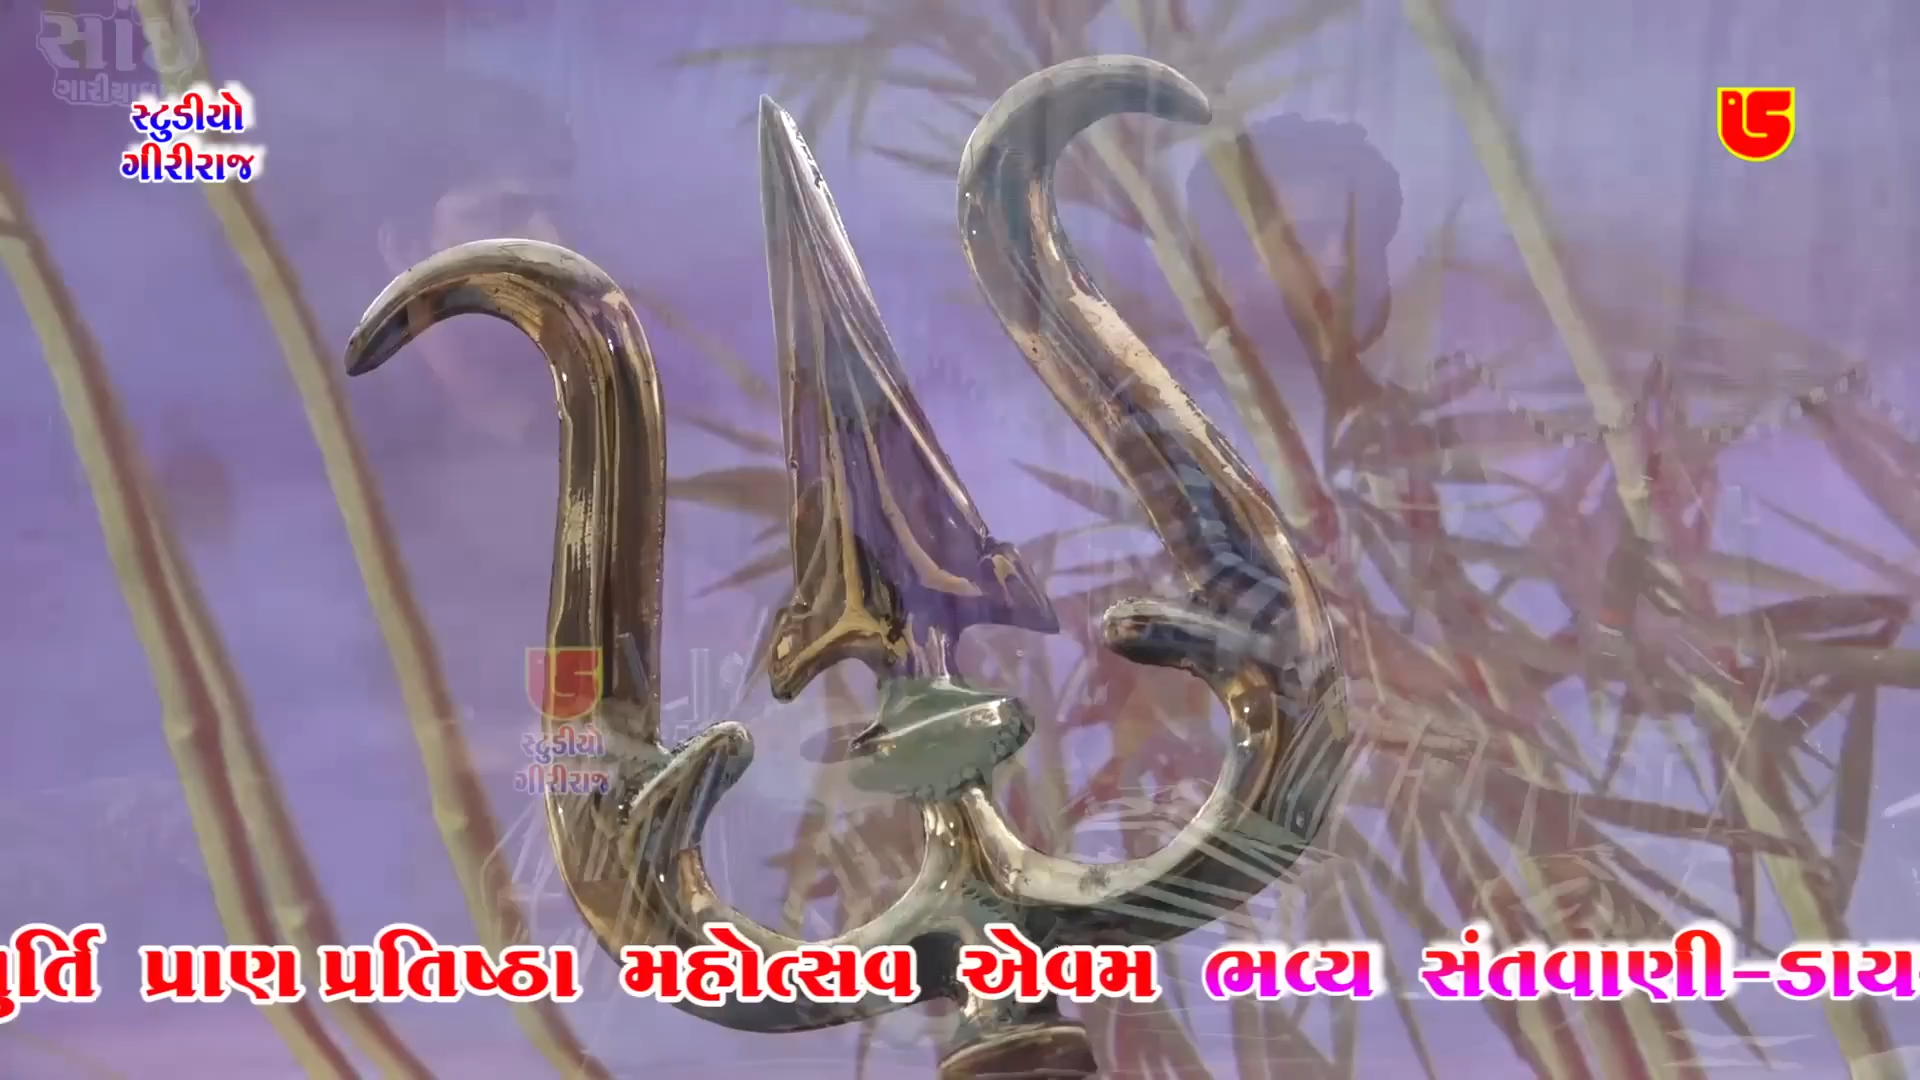 સાંઇ
સ્ટુડીયો
ગીરીરાજ
સ્ટુડીયો
ગીરીરાજ
પ્રાણ પ્રતિષ્ઠા મહોત્સવ એવમ ભવ્ય સંતવાણી-ડાય